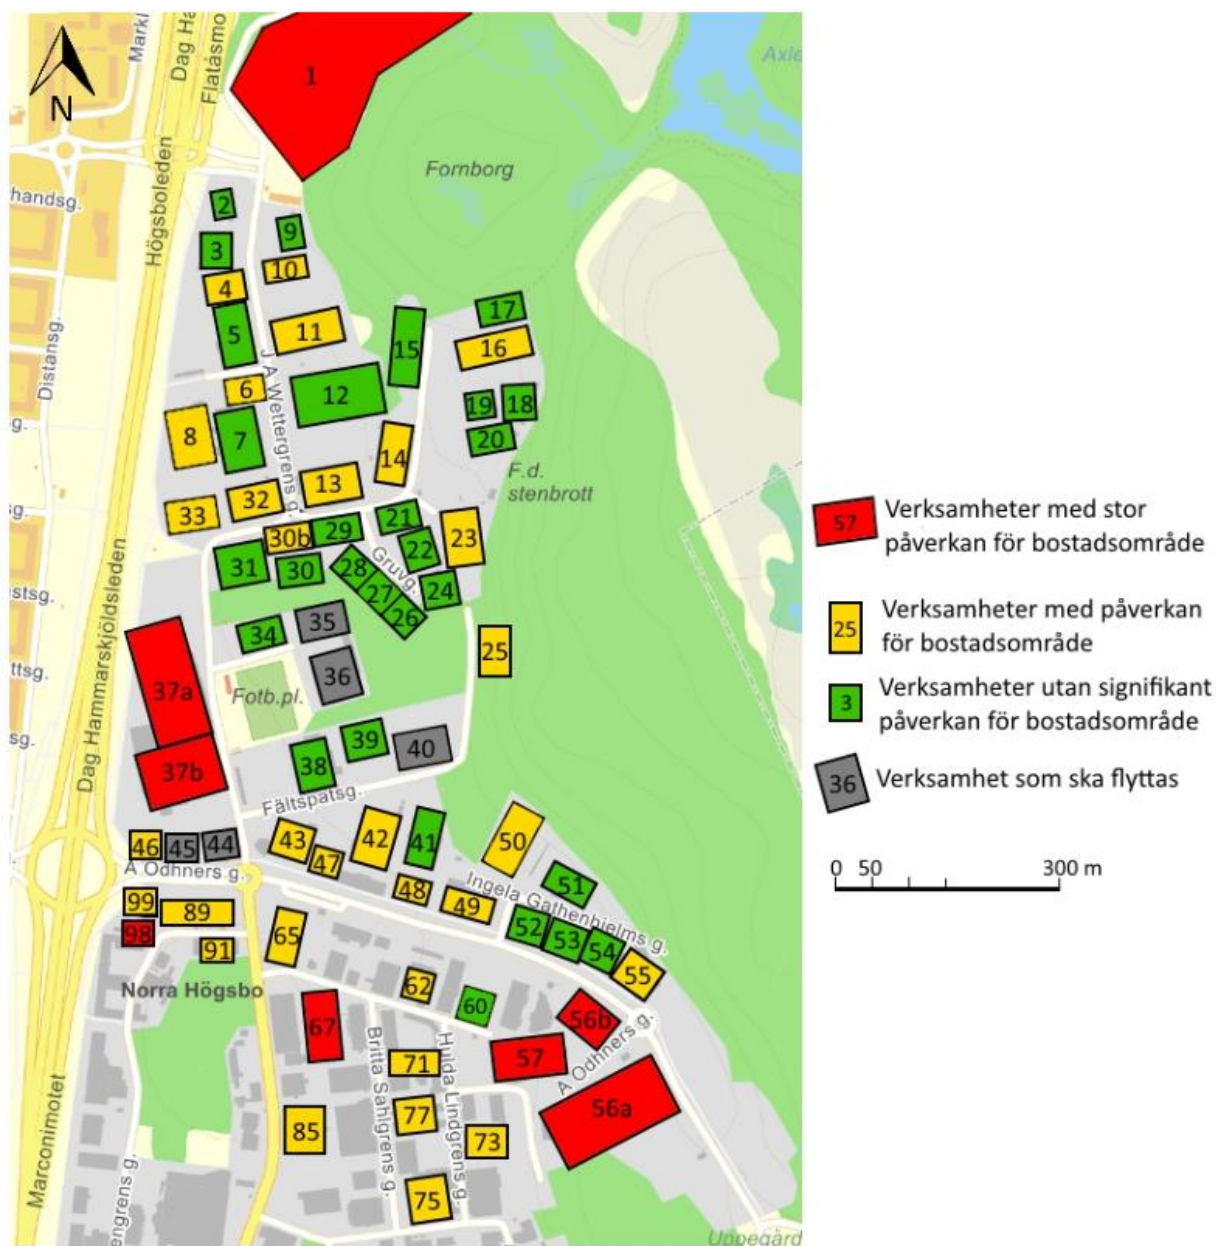 Markl
Dag Ha
Flatåsmo
1
Axle
N
Fornborg
Högsboleden
handsg.
2
9
3
10
4
17
5
11
15
16
Distansg.
J A Wettergrens g.
6
12
19
18
8
7
20
14
F.d.
stenbrott
g.
13
32
33
21
23
30b
29
22
Gruvg.
31
30
28
27
26
24
stsg.
Dag Hammarskjöldsleden
34
35
25
36
37a
Fotb.pl.
ttsg.
39
40
38
sg.
37b
Fältspatsg.
46
45
44
43
42
41
50
47
A Odhners g.
48
49
Ingela Gathenhielms g.
51
52
53
54
55
99
89
98
91
65
Norra Högsbo
62
60
67
56b
57
A Odhners g.
56a
Britta Sahlgrens g.
Hulda Lindgrens g.
71
77
85
73
75
Marconimotet
engrens g.
Uppegård
57
Verksamheter med stor
påverkan för bostadsområde
25
Verksamheter med påverkan
för bostadsområde
3
Verksamheter utan signifikant
påverkan för bostadsområde
36
Verksamhet som ska flyttas
0 50 300 m